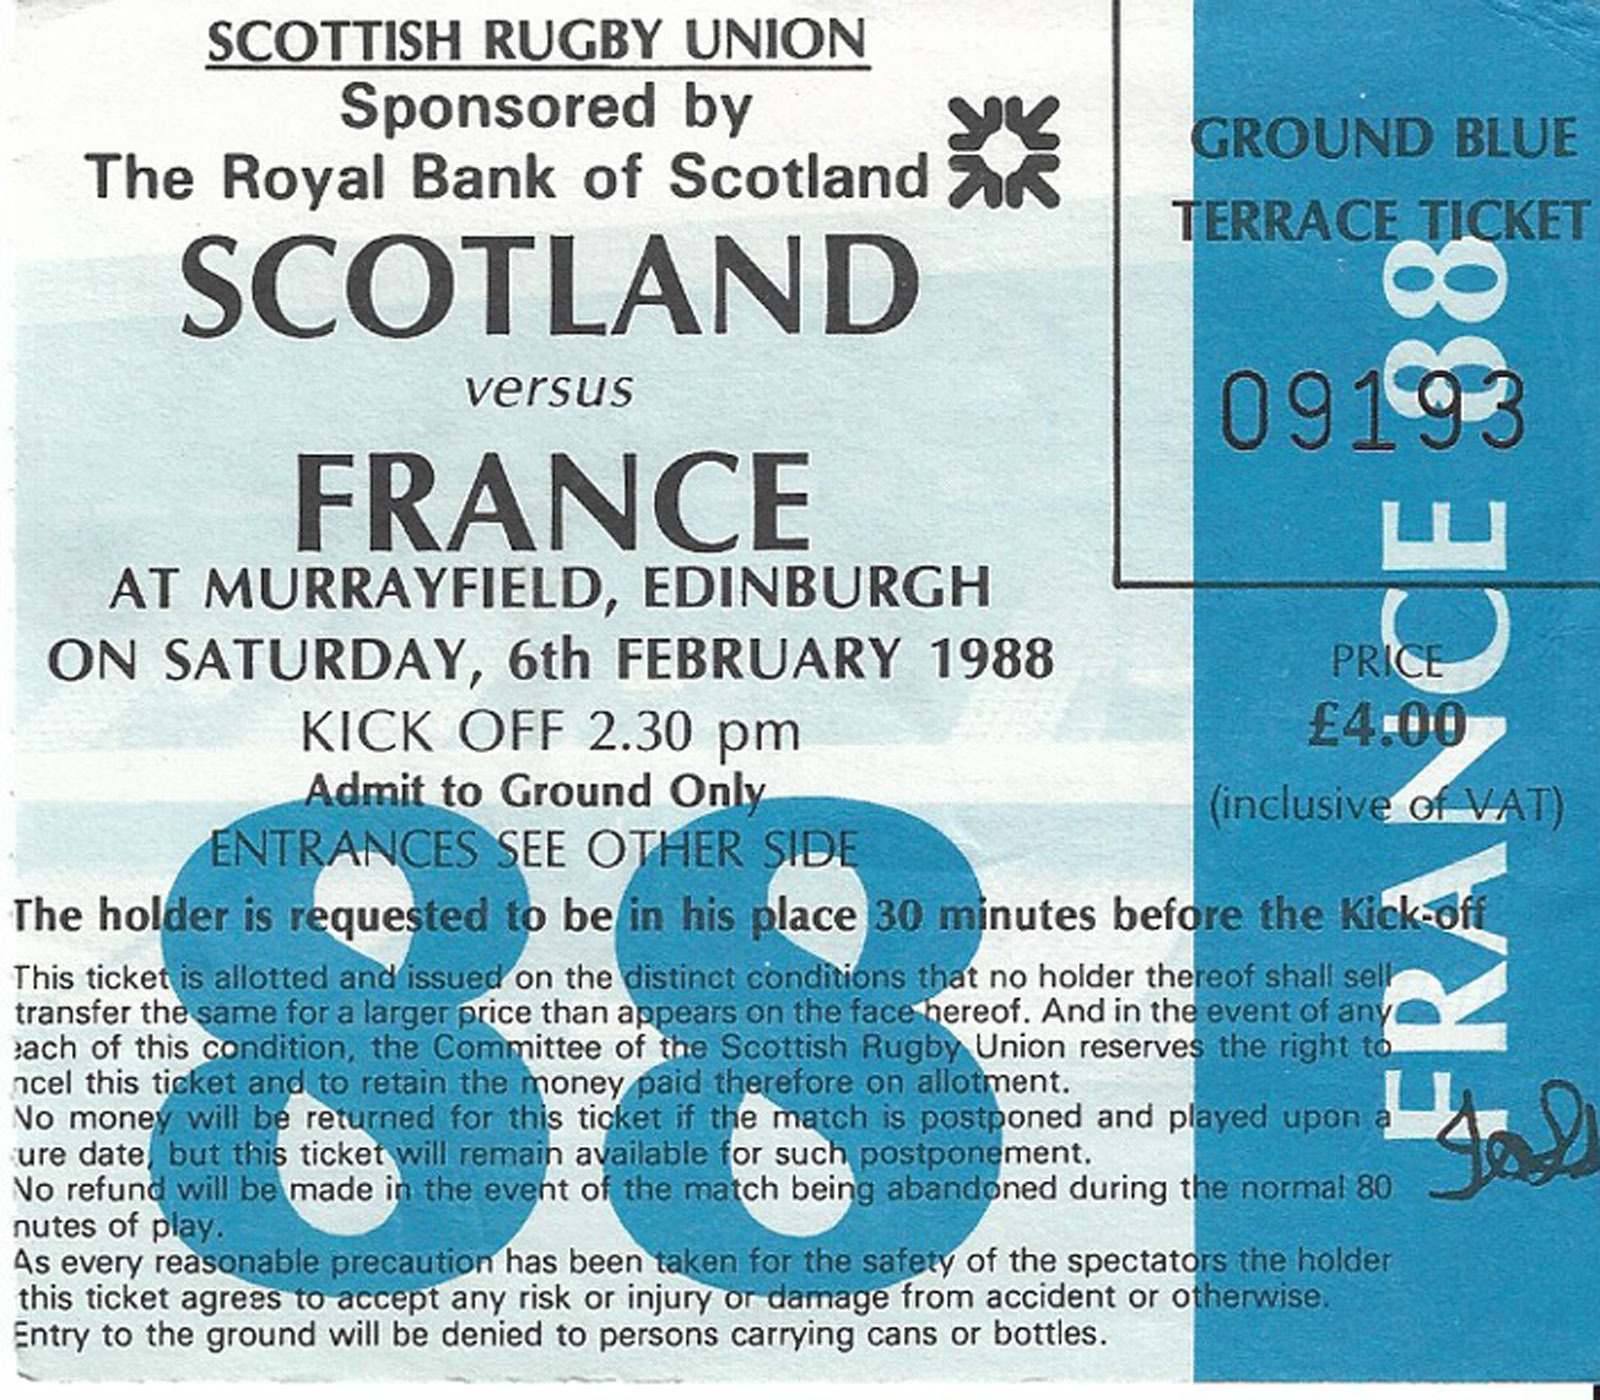 SCOTTISH RUGBY UNION
Sponsored by
The Royal Bank of Scotland
SCOTLAND
versus
FRANCE
AT MURRAYFIELD, EDINBURGH
ON SATURDAY, 6th FEBRUARY 1988
KICK OFF 2.30 pm
Admit to Ground Only
ENTRANCES SEE OTHER SIDE
The holder is requested to be in his place 30 minutes before the Kick-off
This ticket is allotted and issued on the distinct conditions that no holder thereof shall sell
transfer the same for a larger price than appears on the face hereof. And in the event of any
each of this condition, the Committee of the Scottish Rugby Union reserves the right to
ncel this ticket and to retain the money paid therefore on allotment.
No money will be returned for this ticket if the match is postponed and played upon a
ure date, but this ticket will remain available for such postponement.
No refund will be made in the event of the match being abandoned during the normal 80
nutes of play.
As every reasonable precaution has been taken for the safety of the spectators the holder
this ticket agrees to accept any risk or injury or damage from accident or otherwise.
Entry to the ground will be denied to persons carrying cans or bottles.
88
GROUND BLUE
TERRACE TICKET
09193
PRICE
£4.00
(inclusive of VAT)
FRANCE 88